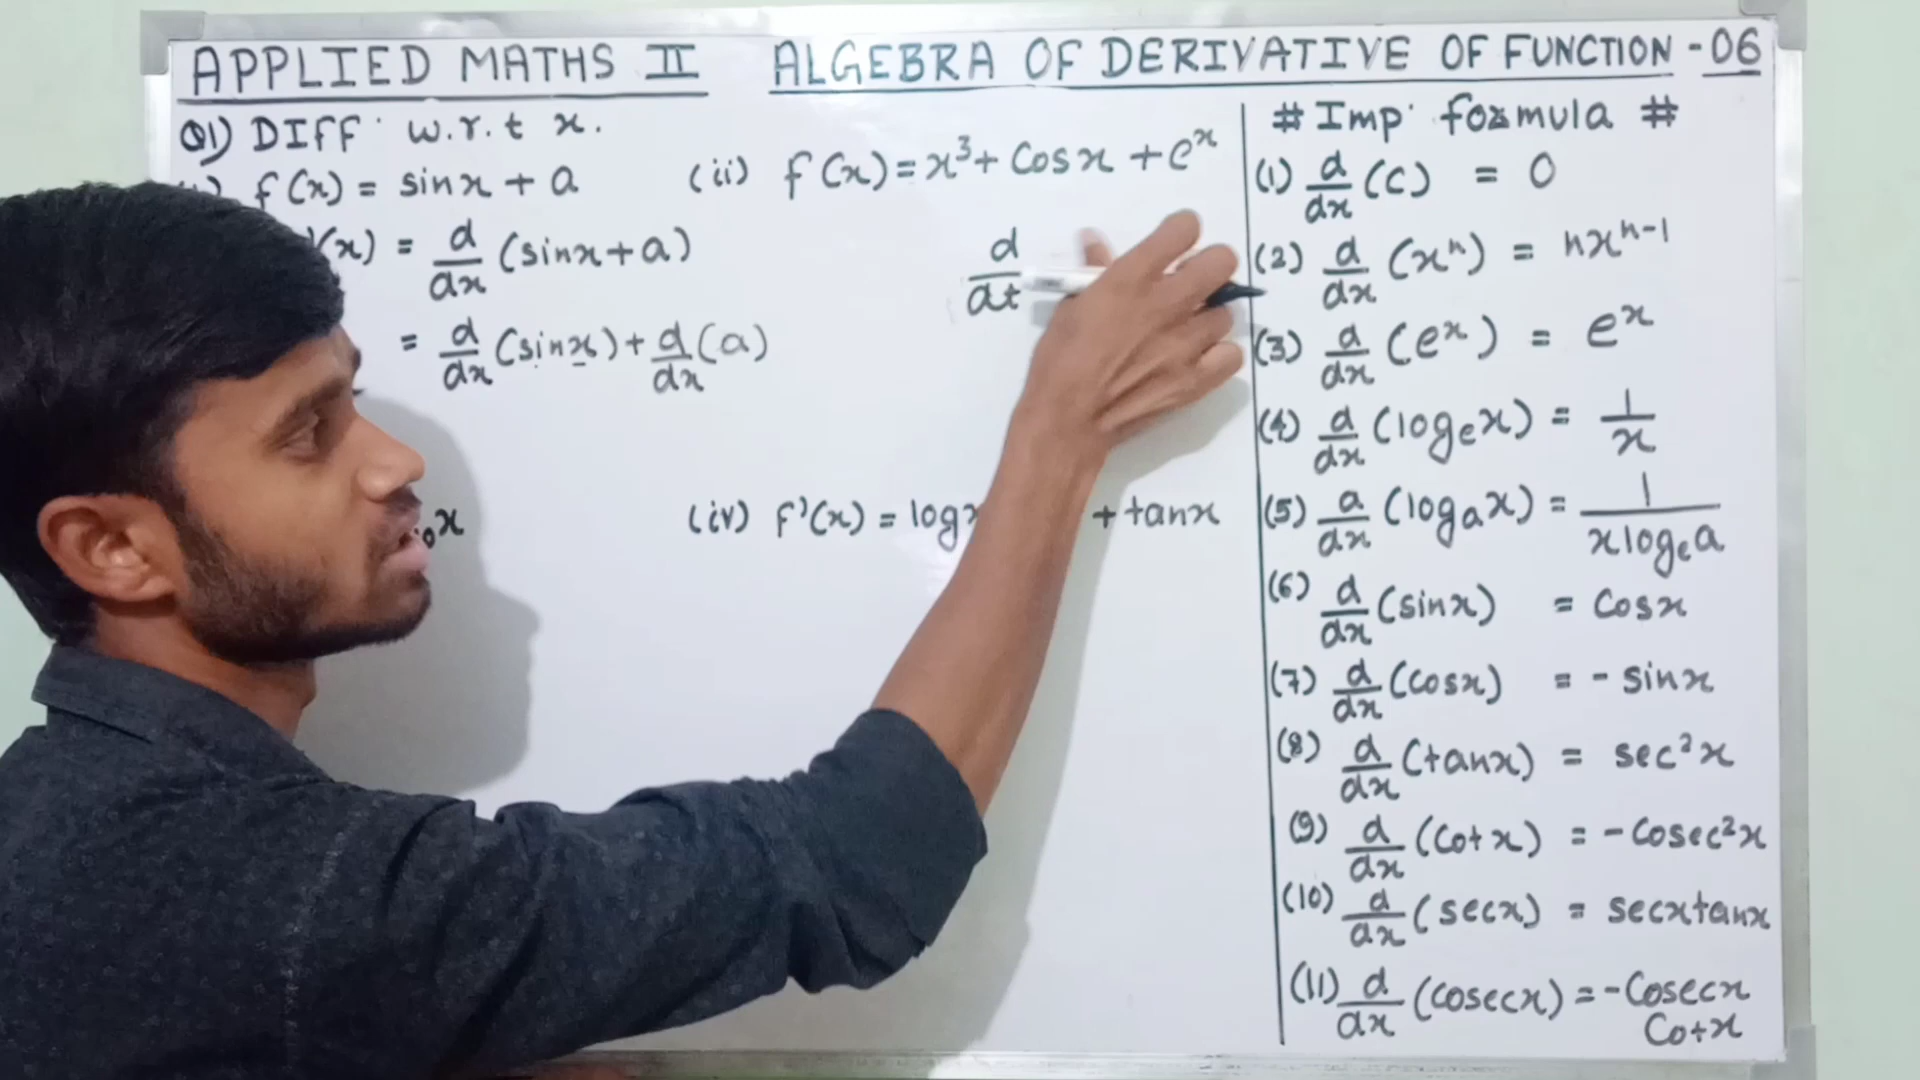 APPLIED MATHS II ALGEBRA OF DERIVATIVE OF FUNCTION - 06
Q1) DIFF. w.r.t x.
f(x) = sinx + a
(x) = d/dx (sinx+a)
= d/dx (sinx) + d/dx (a)
(ii) f(x) = x³ + Cosx + eˣ
d/dt
x
(iv) f'(x) = log + tanx
# Imp. formula #
(1) d/dx (C) = 0
(2) d/dx (xⁿ) = nxⁿ⁻¹
(3) d/dx (eˣ) = eˣ
(4) d/dx (logₑx) = 1/x
(5) d/dx (logₐx) = 1/xlogₑa
(6) d/dx (sinx) = Cosx
(7) d/dx (cosx) = - sinx
(8) d/dx (tanx) = sec²x
(9) d/dx (Cotx) = - Cosec²x
(10) d/dx (secx) = secxtanx
(11) d/dx (cosecx) = - Cosecx
Cotx